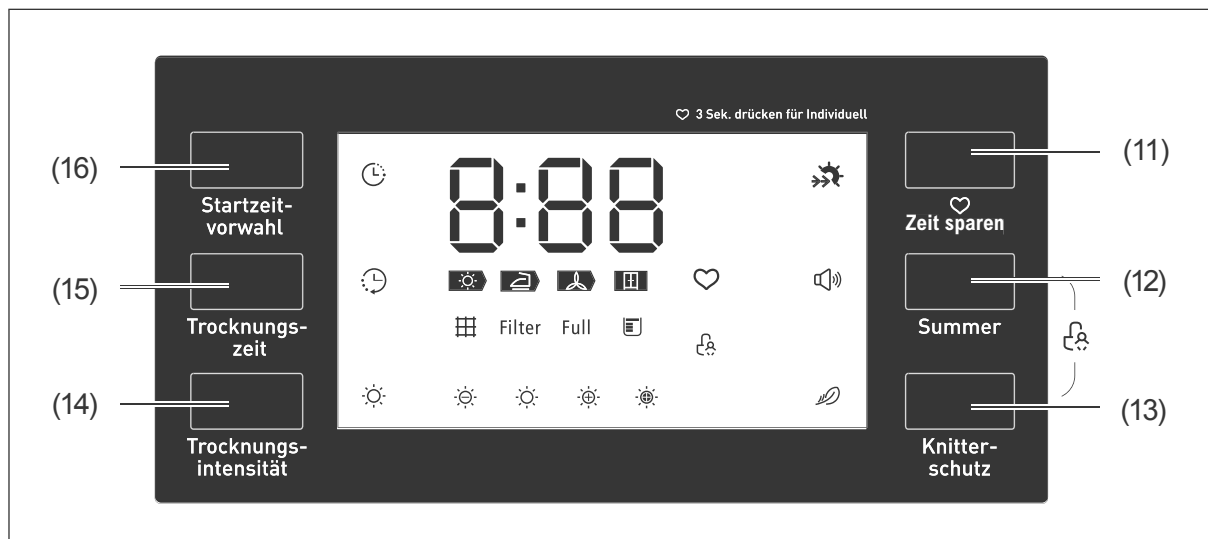 ♡ 3 Sek. drücken für Individuell
(16)
Startzeit-
vorwahl
8:88
(11)
♡
Zeit sparen
(15)
Trocknungs-
zeit
Filter Full
(12)
Summer
(14)
Trocknungs-
intensität
(13)
Knitter-
schutz